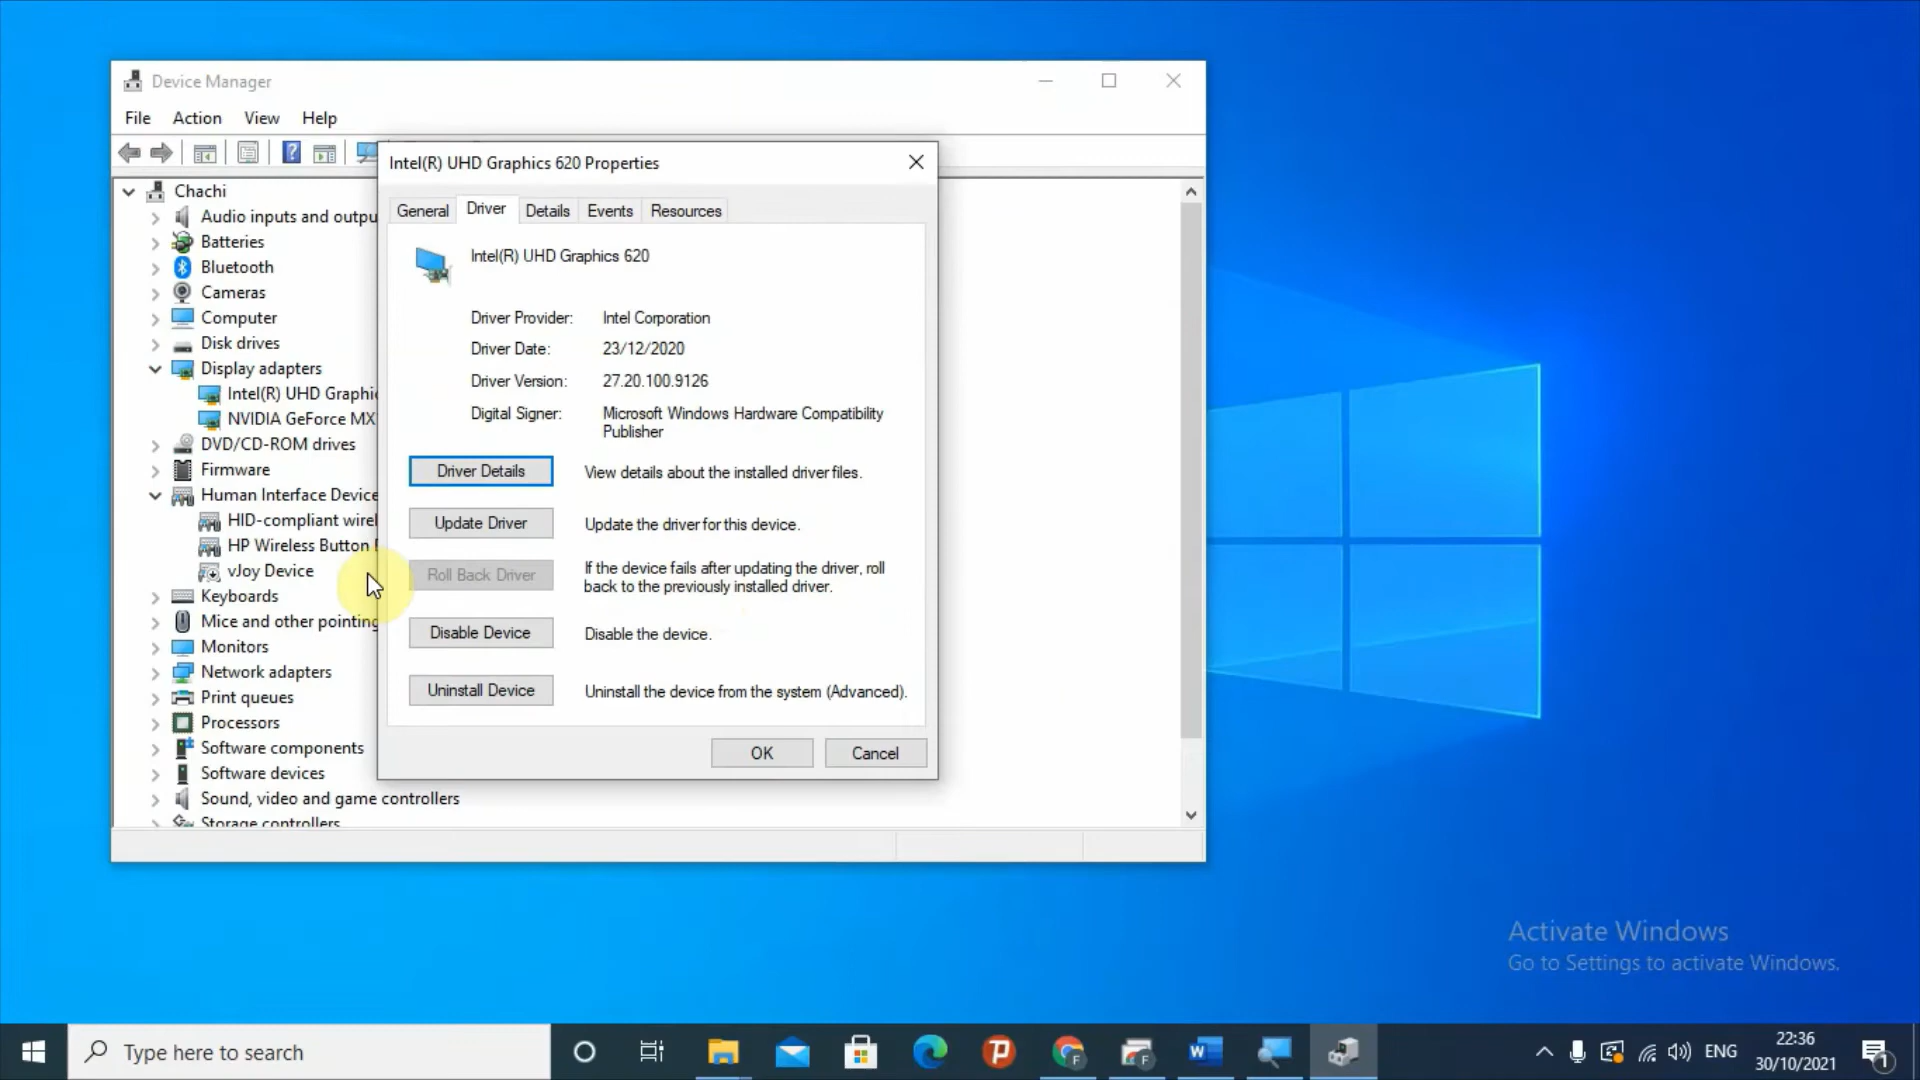 Device Manager
File Action View Help
Intel(R) UHD Graphics 620 Properties
General Driver Details Events Resources
Intel(R) UHD Graphics 620
Driver Provider: Intel Corporation
Driver Date: 23/12/2020
Driver Version: 27.20.100.9126
Digital Signer: Microsoft Windows Hardware Compatibility
Publisher
Driver Details View details about the installed driver files.
Update Driver Update the driver for this device.
Roll Back Driver If the device fails after updating the driver, roll
back to the previously installed driver.
Disable Device Disable the device.
Uninstall Device Uninstall the device from the system (Advanced).
OK Cancel
Chachi
Audio inputs and outpu
Batteries
Bluetooth
Cameras
Computer
Disk drives
Display adapters
Intel(R) UHD Graphic
NVIDIA GeForce MX
DVD/CD-ROM drives
Firmware
Human Interface Device
HID-compliant wirel
HP Wireless Button
vJoy Device
Keyboards
Mice and other pointing
Monitors
Network adapters
Print queues
Processors
Software components
Software devices
Sound, video and game controllers
Storage controllers
Activate Windows
Go to Settings to activate Windows.
Type here to search
ENG
22:36
30/10/2021
1